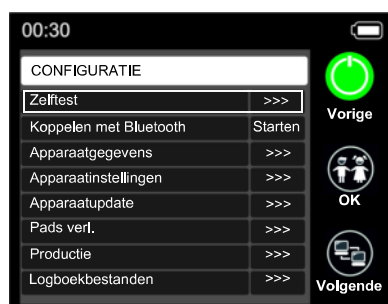 00:30
CONFIGURATIE
Zelftest >>>
Koppelen met Bluetooth Starten
Apparaatgegevens >>>
Apparaatinstellingen >>>
Apparaatupdate >>>
Pads verl. >>>
Productie >>>
Logboekbestanden >>>
Vorige
OK
Volgende